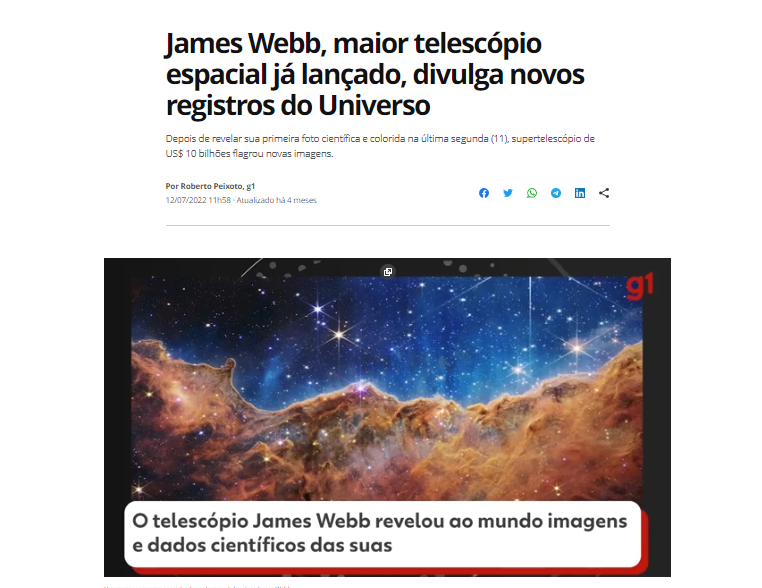 James Webb, maior telescópio
espacial já lançado, divulga novos
registros do Universo
Depois de revelar sua primeira foto científica e colorida na última segunda (11), supertelescópio de
US$ 10 bilhões flagrou novas imagens.
Por Roberto Peixoto, g1
12/07/2022 11h58 · Atualizado há 4 meses
g1
O telescópio James Webb revelou ao mundo imagens
e dados científicos das suas